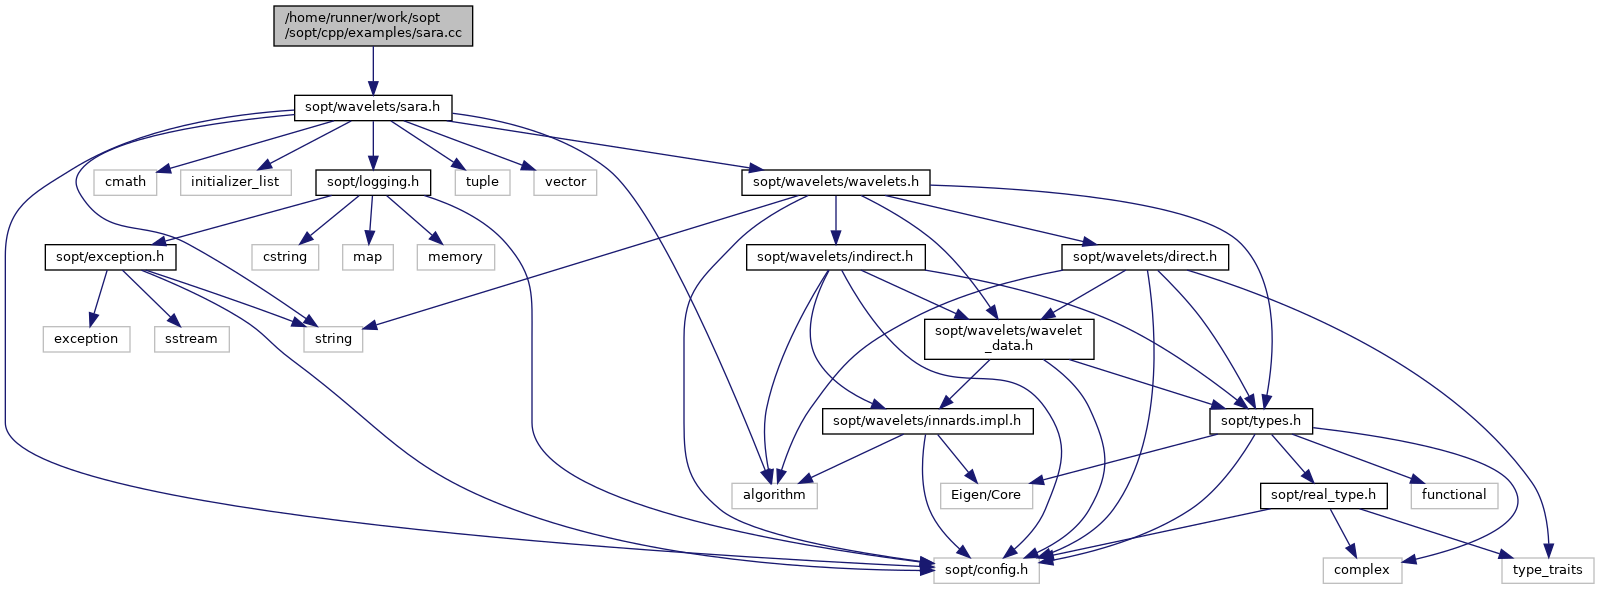 /home/runner/work/sopt
/sopt/cpp/examples/sara.cc
sopt/wavelets/sara.h
cmath
initializer_list
sopt/logging.h
tuple
vector
sopt/wavelets/wavelets.h
sopt/exception.h
cstring
map
memory
sopt/wavelets/indirect.h
sopt/wavelets/direct.h
exception
sstream
string
sopt/wavelets/wavelet
_data.h
sopt/wavelets/innards.impl.h
sopt/types.h
algorithm
Eigen/Core
sopt/real_type.h
functional
sopt/config.h
complex
type_traits